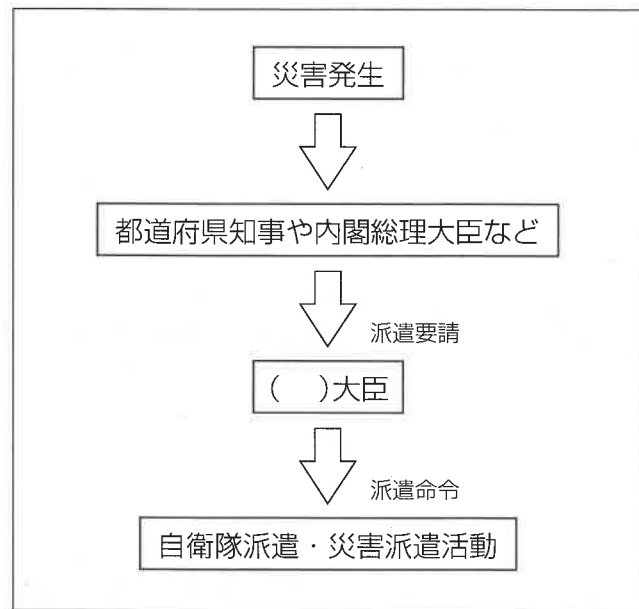 災害発生
都道府県知事や内閣総理大臣など
派遣要請
(　)大臣
派遣命令
自衛隊派遣・災害派遣活動